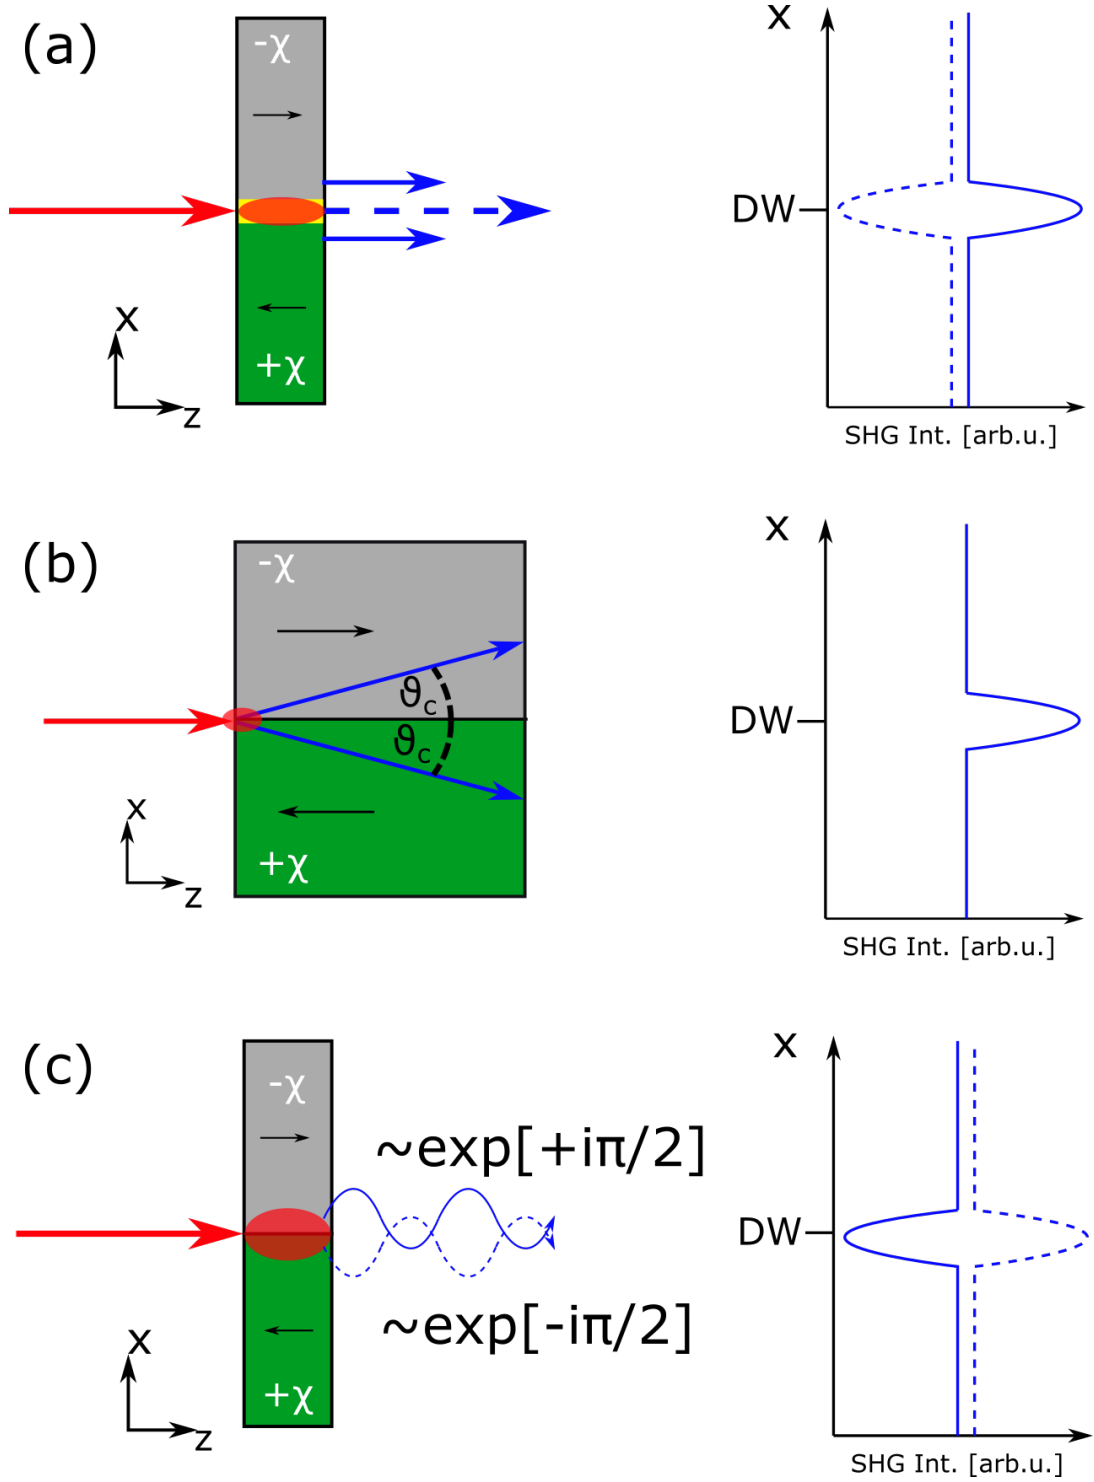 (a)
-χ
+χ
x
z
x
DW
SHG Int. [arb.u.]
(b)
-χ
ϑc
ϑc
+χ
x
z
x
DW
SHG Int. [arb.u.]
(c)
-χ
~exp[+iπ/2]
~exp[-iπ/2]
+χ
x
z
x
DW
SHG Int. [arb.u.]